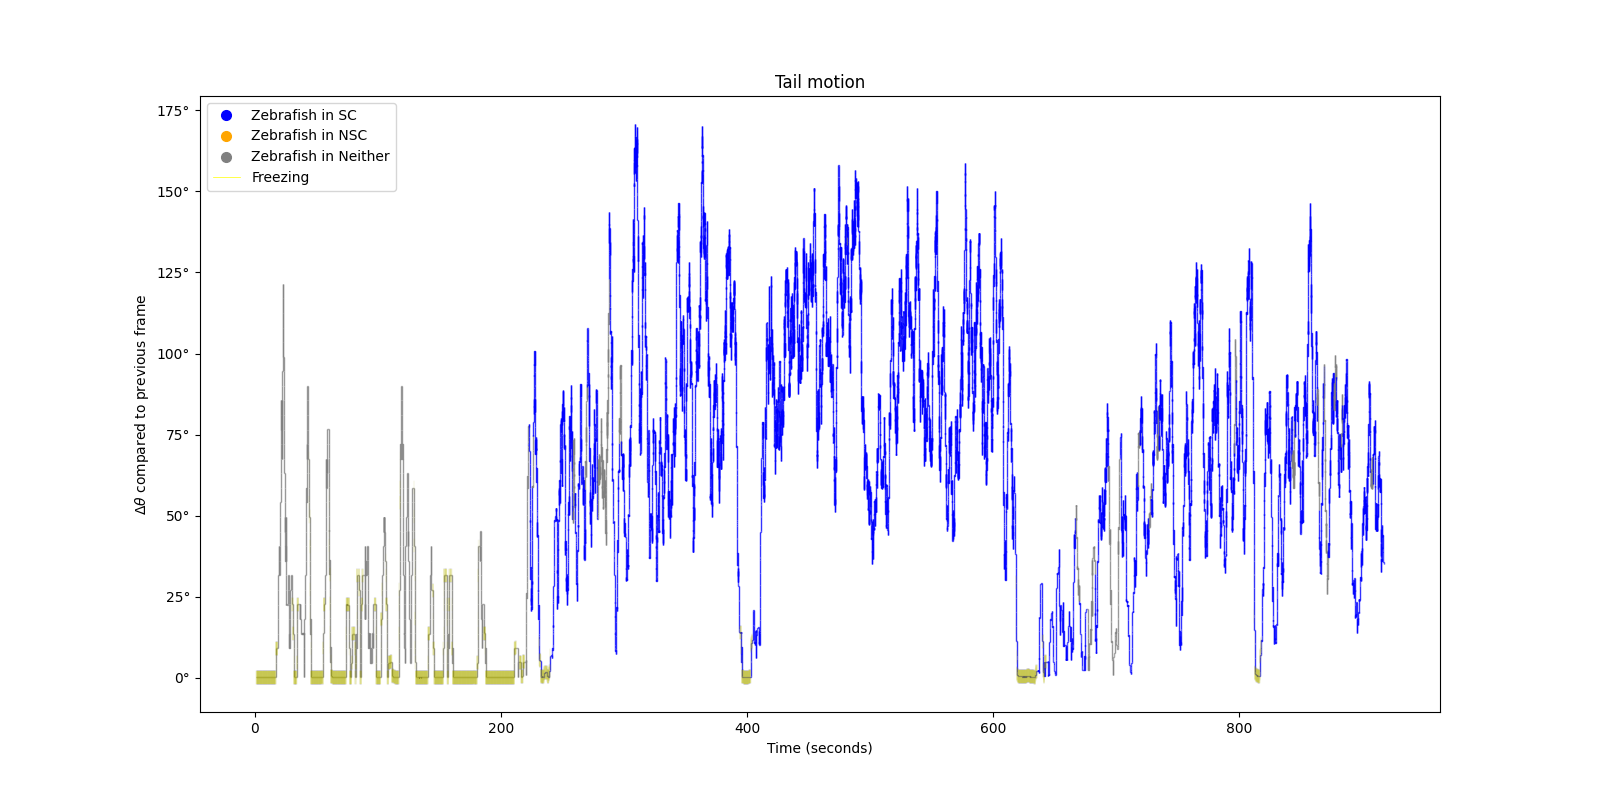 Tail motion
175°
150°
125°
100°
75°
50°
25°
0°
Δθ compared to previous frame
Zebrafish in SC
Zebrafish in NSC
Zebrafish in Neither
Freezing
0
200
400
600
800
Time (seconds)